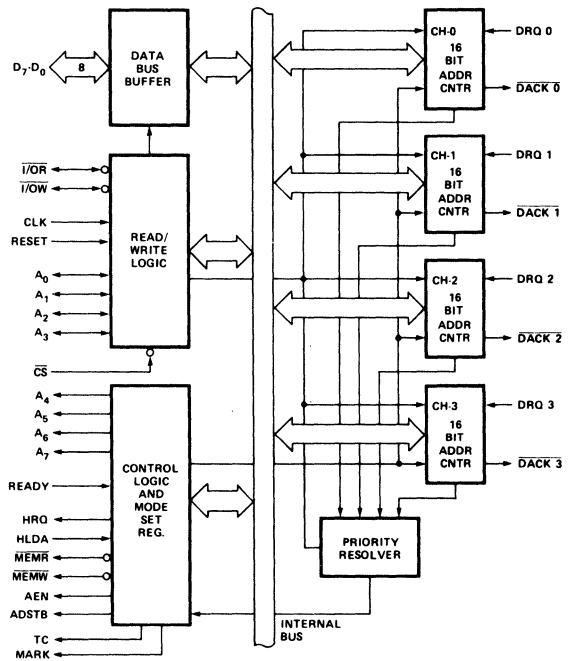 D7-D0
8
DATA
BUS
BUFFER
I/OR
I/OW
CLK
RESET
A0
A1
A2
A3
READ/
WRITE
LOGIC
CS
A4
A5
A6
A7
READY
HRQ
HLDA
MEMR
MEMW
AEN
ADSTB
TC
MARK
CONTROL
LOGIC
AND
MODE
SET
REG.
INTERNAL
BUS
CH-0
16
BIT
ADDR
CNTR
DRQ 0
DACK 0
CH-1
16
BIT
ADDR
CNTR
DRQ 1
DACK 1
CH-2
16
BIT
ADDR
CNTR
DRQ 2
DACK 2
CH-3
16
BIT
ADDR
CNTR
DRQ 3
DACK 3
PRIORITY
RESOLVER